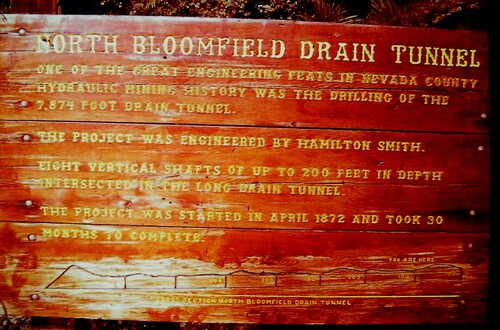 NORTH BLOOMFIELD DRAIN TUNNEL
ONE OF THE GREAT ENGINEERING FEATS IN NEVADA COUNTY
HYDRAULIC MINING HISTORY WAS THE DRILLING OF THE
7,874 FOOT DRAIN TUNNEL.
THE PROJECT WAS ENGINEERED BY HAMILTON SMITH.
EIGHT VERTICAL SHAFTS OF UP TO 200 FEET IN DEPTH
INTERSECTED IN THE LONG DRAIN TUNNEL.
THE PROJECT WAS STARTED IN APRIL 1872 AND TOOK 30
MONTHS TO COMPLETE.
YOU ARE HERE
CROSS SECTION NORTH BLOOMFIELD DRAIN TUNNEL